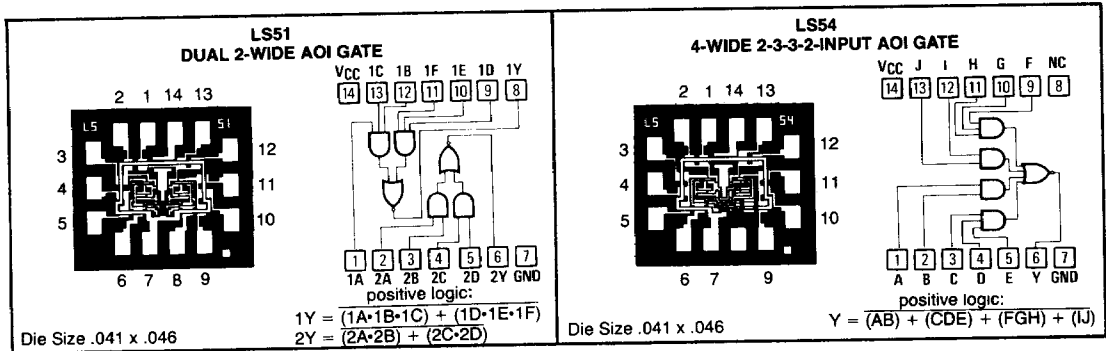 LS51
DUAL 2-WIDE AOI GATE
VCC 1C 1B 1F 1E 1D 1Y
14 13 12 11 10 9 8
2 1 14 13
LS 51
3 12
4 11
5 10
6 7 8 9
1 2 3 4 5 6 7
1A 2A 2B 2C 2D 2Y GND
positive logic:
1Y = (1A•1B•1C) + (1D•1E•1F)
2Y = (2A•2B) + (2C•2D)
Die Size .041 x .046
LS54
4-WIDE 2-3-3-2-INPUT AOI GATE
VCC J I H G F NC
14 13 12 11 10 9 8
2 1 14 13
LS 54
3 12
4 11
5 10
6 7 9
1 2 3 4 5 6 7
A B C D E Y GND
positive logic:
Y = (AB) + (CDE) + (FGH) + (IJ)
Die Size .041 x .046